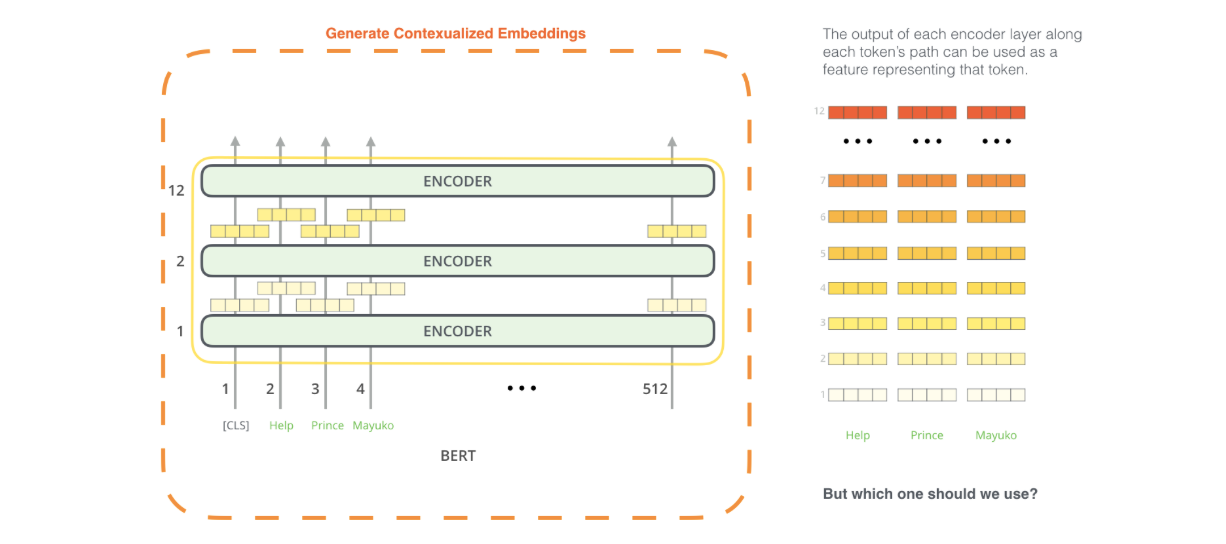 Generate Contexualized Embeddings
12
ENCODER
2
ENCODER
1
ENCODER
1 2 3 4 ••• 512
[CLS] Help Prince Mayuko
BERT
The output of each encoder layer along
each token's path can be used as a
feature representing that token.
12
•••  •••  •••
7
6
5
4
3
2
1
Help Prince Mayuko
But which one should we use?